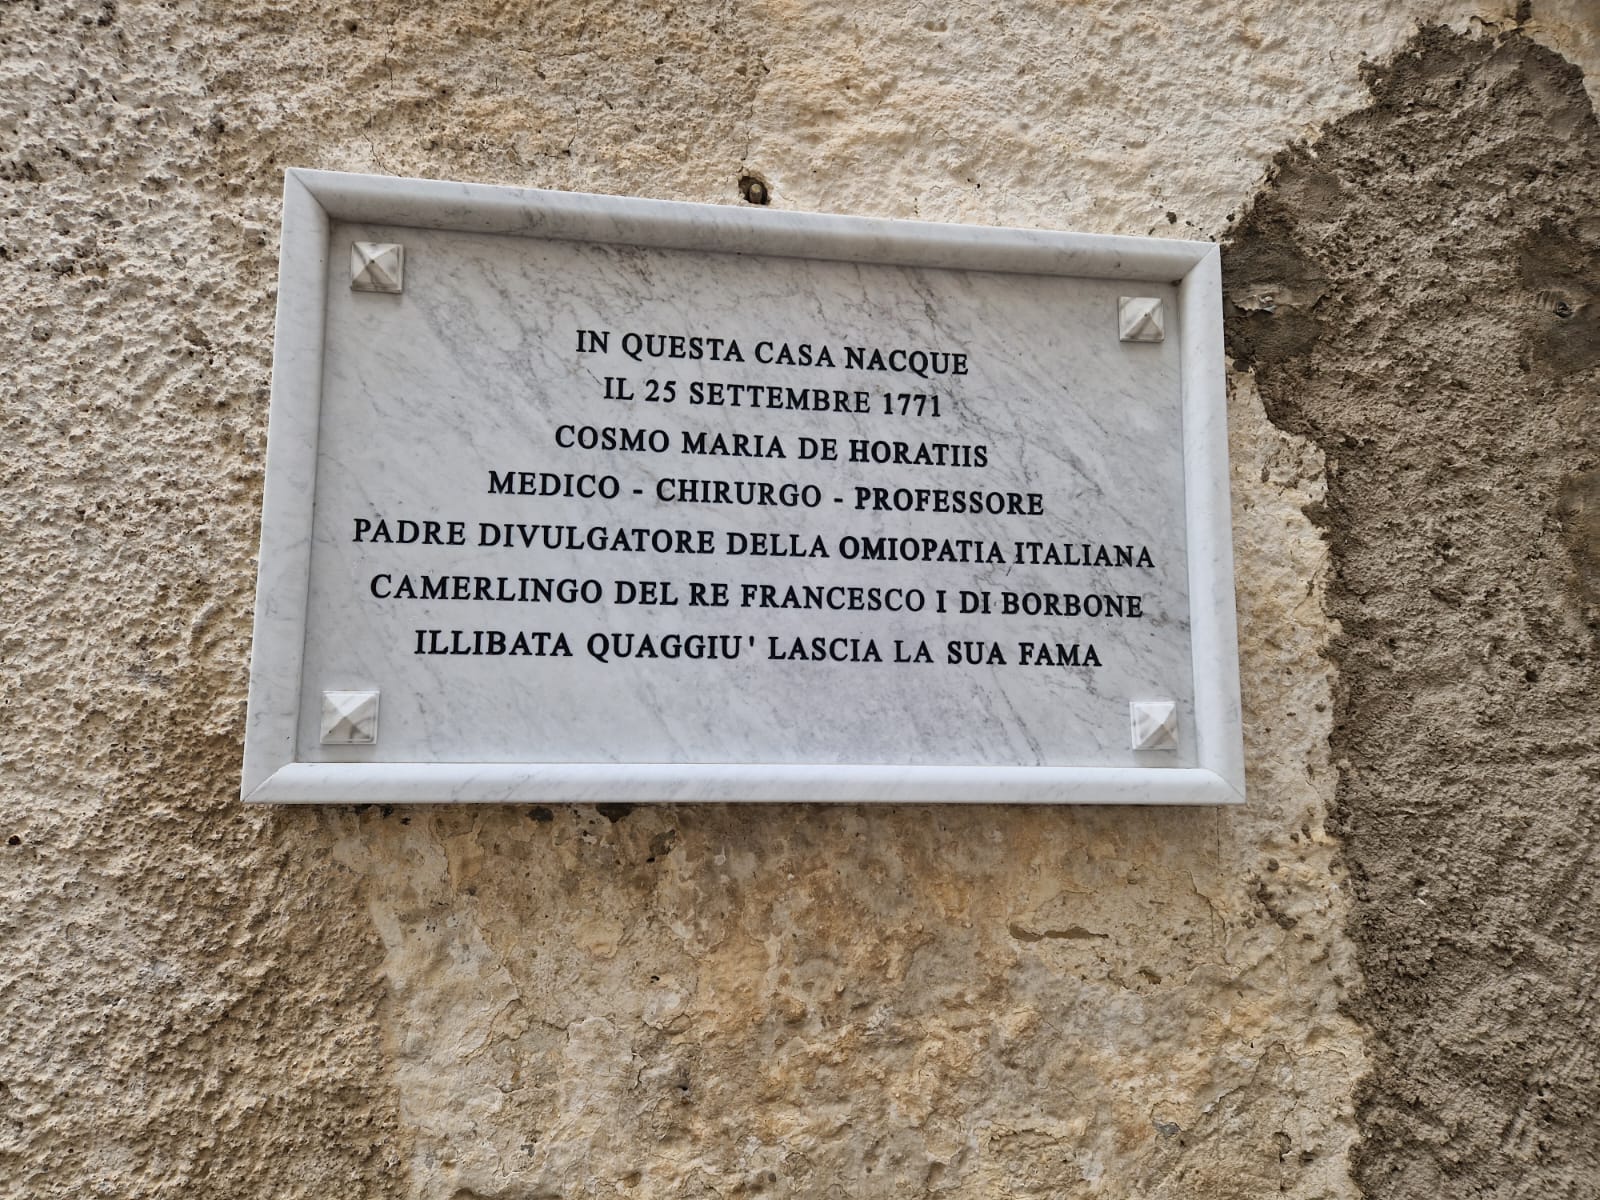 IN QUESTA CASA NACQUE
IL 25 SETTEMBRE 1771
COSMO MARIA DE HORATIIS
MEDICO - CHIRURGO - PROFESSORE
PADRE DIVULGATORE DELLA OMIOPATIA ITALIANA
CAMERLINGO DEL RE FRANCESCO I DI BORBONE
ILLIBATA QUAGGIU' LASCIA LA SUA FAMA